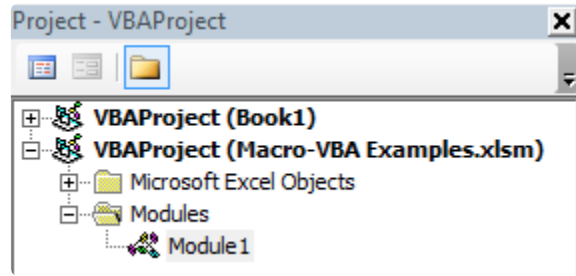 Project - VBAProject
VBAProject (Book1)
VBAProject (Macro-VBA Examples.xlsm)
Microsoft Excel Objects
Modules
Module1